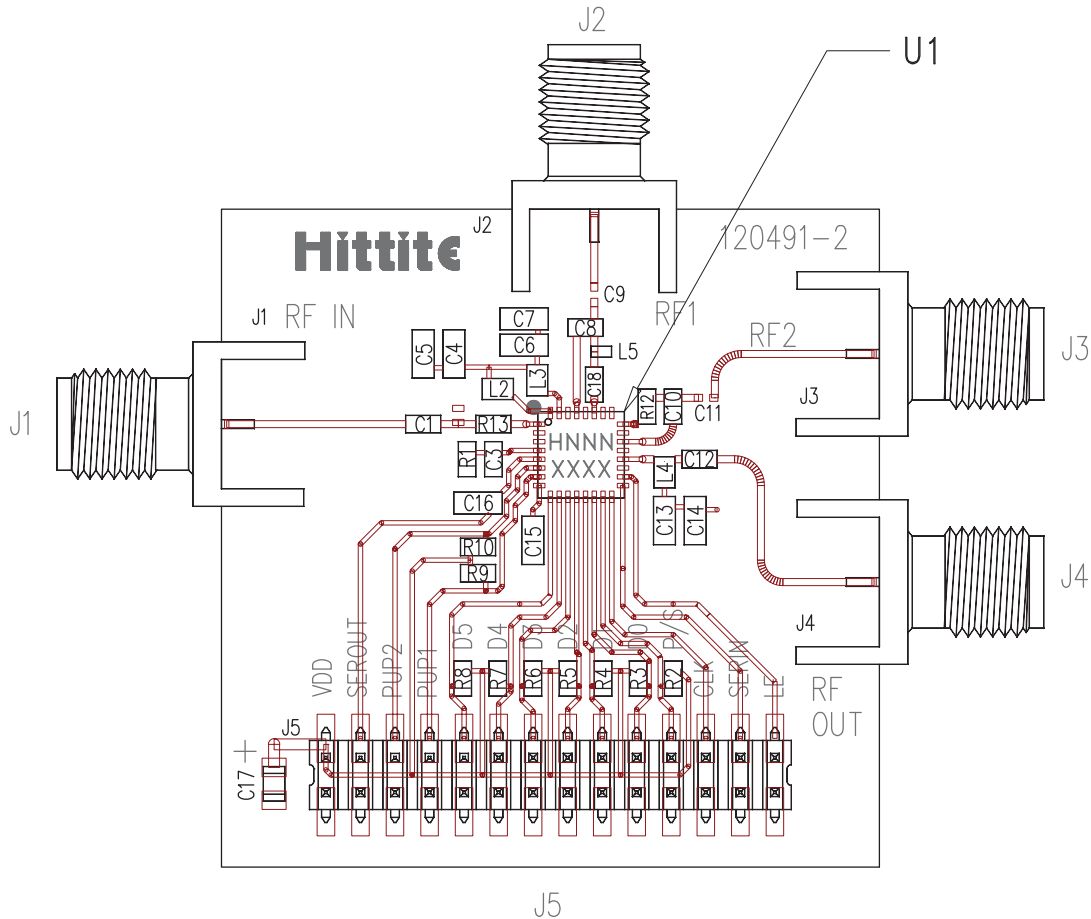 J2
U1
J2
Hittite
120491-2
C9
RF1
J1 RF IN
C7
C8
C6
L5
RF2
J3
C5
C4
L3
L2
C18
R12
C10
C11
J3
J1
C1
R13
HNNN
XXXX
R1
C3
L4
C12
C16
C15
C13
C14
R10
R9
J4
J4
VDD
SEROUT
PUP2
PUP1
D5
D4
D3
D2
D0
P/S
CLK
SERIN
LE
R8
R7
R6
R5
R4
R3
R2
RF
OUT
J5
+
C17
J5